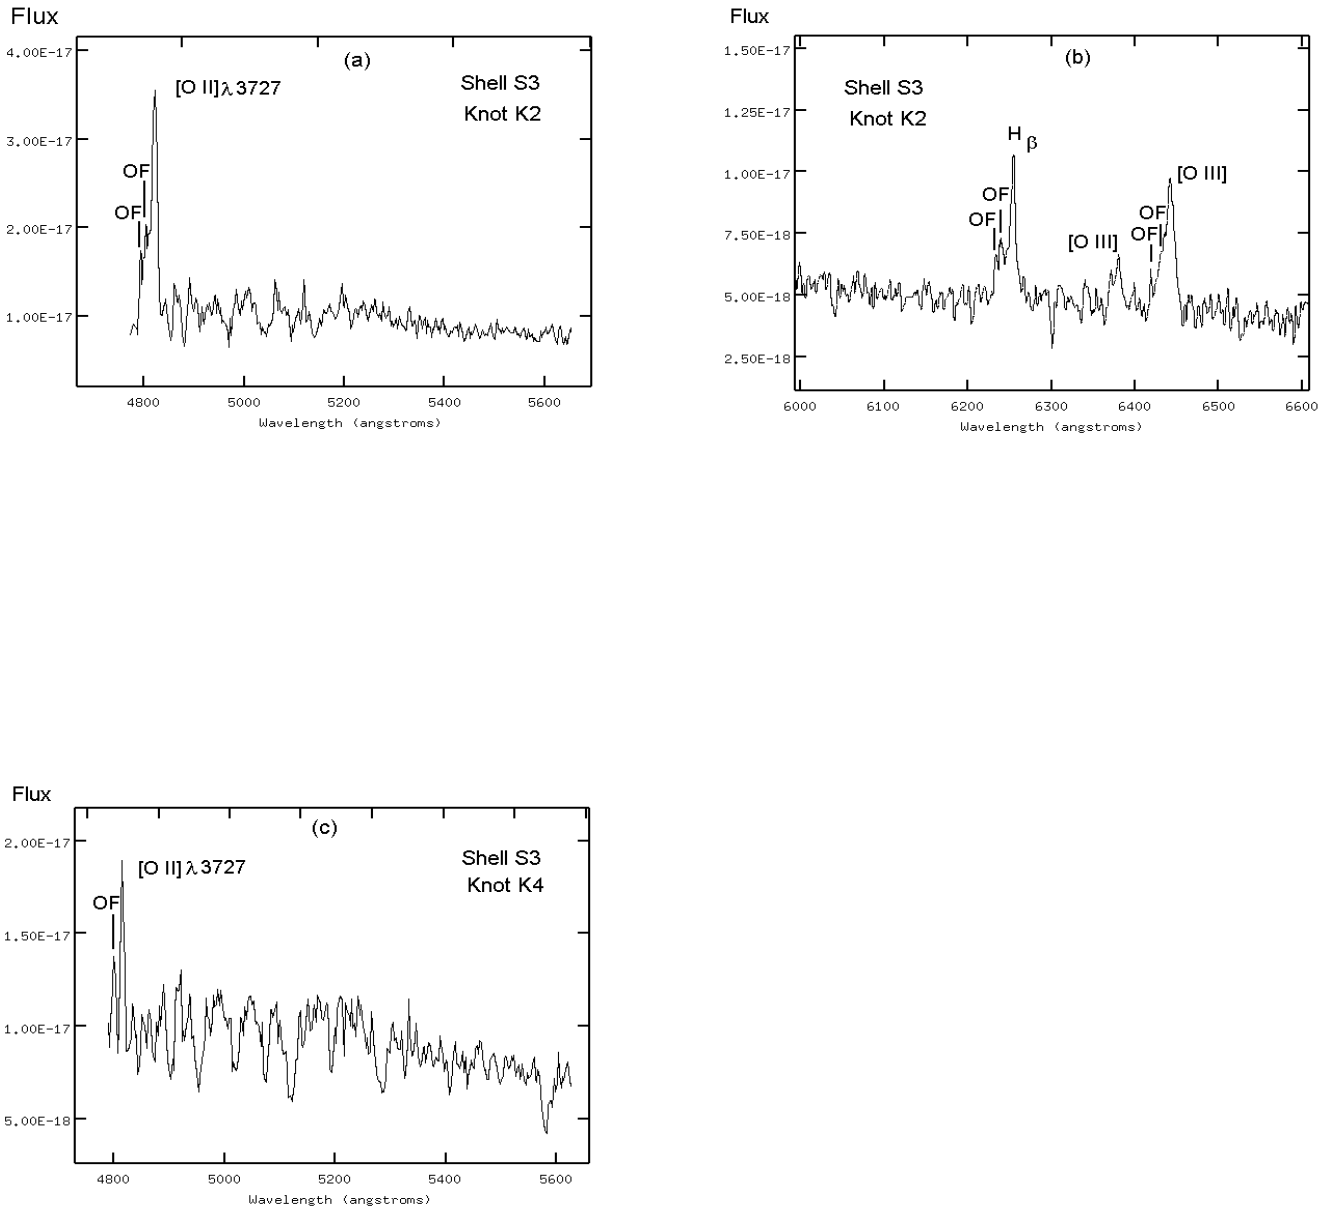 Flux
(a)
[O II]λ3727
Shell S3
Knot K2
OF
OF
4.00E-17
3.00E-17
2.00E-17
1.00E-17
4800 5000 5200 5400 5600
Wavelength (angstroms)
Flux
(b)
Shell S3
Knot K2
Hβ
[O III]
OF
OF
OF
OF
[O III]
1.50E-17
1.25E-17
1.00E-17
7.50E-18
5.00E-18
2.50E-18
6000 6100 6200 6300 6400 6500 6600
Wavelength (angstroms)
Flux
(c)
[O II]λ3727
Shell S3
Knot K4
OF
2.00E-17
1.50E-17
1.00E-17
5.00E-18
4800 5000 5200 5400 5600
Wavelength (angstroms)